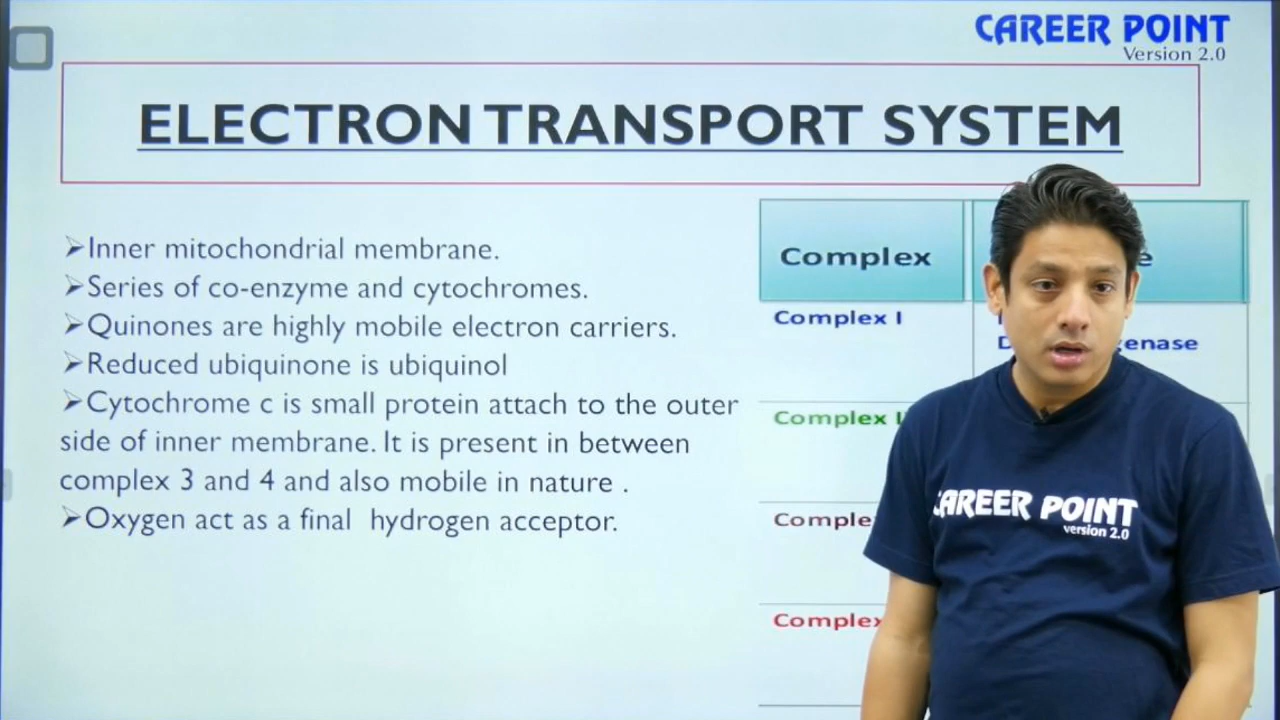 CAREER POINT
Version 2.0
ELECTRON TRANSPORT SYSTEM
➢Inner mitochondrial membrane.
➢Series of co-enzyme and cytochromes.
➢Quinones are highly mobile electron carriers.
➢Reduced ubiquinone is ubiquinol
➢Cytochrome c is small protein attach to the outer
side of inner membrane. It is present in between
complex 3 and 4 and also mobile in nature .
➢Oxygen act as a final hydrogen acceptor.
Complex
Complex I
Complex
CAREER POINT
version 2.0